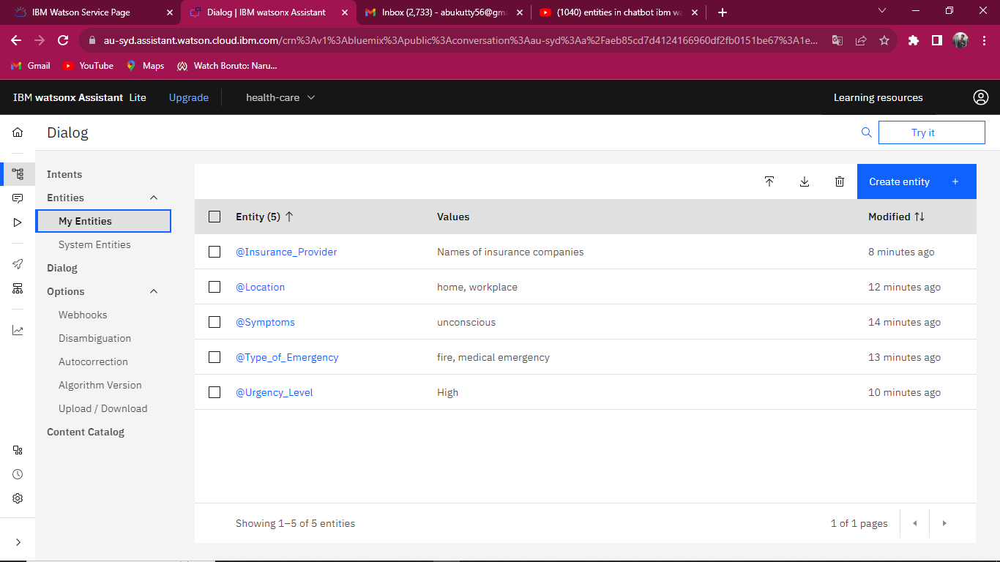 IBM Watson Service Page
Dialog | IBM watsonx Assistant
Inbox (2,733) - abukutty56@gm
(1040) entities in chatbot ibm wa
au-syd.assistant.watson.cloud.ibm.com/crn%3Av1%3Abluemix%3Apublic%3Aconversation%3Aau-syd%3Aa%2Faeb85cd7d4124166960df2fb0151be67%3A1e...
Gmail
YouTube
Maps
Watch Boruto: Naru...
IBM watsonx Assistant Lite
Upgrade
health-care
Learning resources
Dialog
Try it
Intents
Entities
My Entities
System Entities
Dialog
Options
Webhooks
Disambiguation
Autocorrection
Algorithm Version
Upload / Download
Content Catalog
Create entity +
Entity (5) Values Modified
@Insurance_Provider Names of insurance companies 8 minutes ago
@Location home, workplace 12 minutes ago
@Symptoms unconscious 14 minutes ago
@Type_of_Emergency fire, medical emergency 13 minutes ago
@Urgency_Level High 10 minutes ago
Showing 1–5 of 5 entities
1 of 1 pages